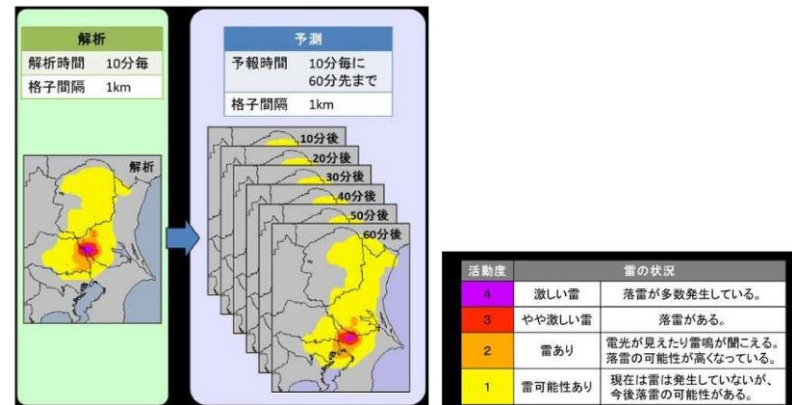 解析
解析時間 10分毎
格子間隔 1km
解析
予測
予報時間 10分毎に
60分先まで
格子間隔 1km
10分後
20分後
30分後
40分後
50分後
60分後
活動度 雷の状況
4 激しい雷 落雷が多数発生している。
3 やや激しい雷 落雷がある。
2 雷あり 電光が見えたり雷鳴が聞こえる。
落雷の可能性が高くなっている。
1 雷可能性あり 現在は雷は発生していないが、
今後落雷の可能性がある。